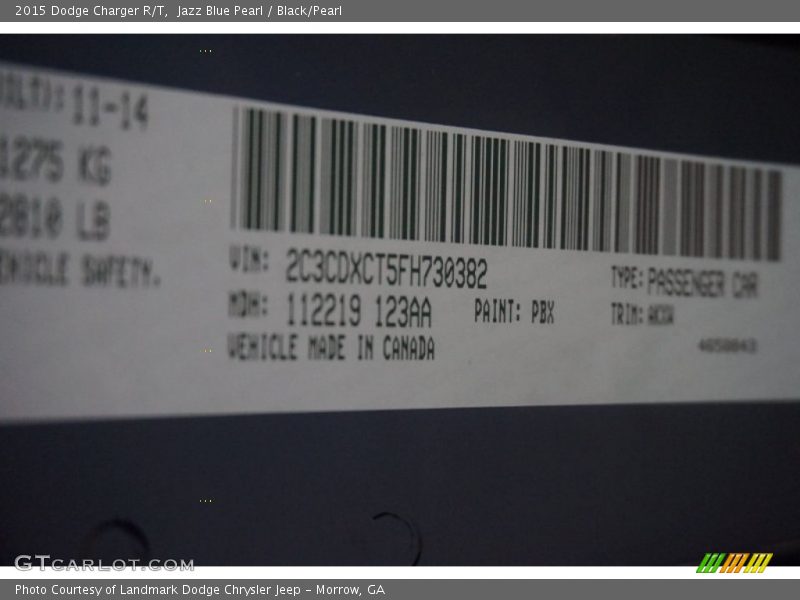 2015 Dodge Charger R/T, Jazz Blue Pearl / Black/Pearl
11-14
1275 KG
2810 LB
VEHICLE SAFETY.
VIN: 2C3CDXCT5FH730382
TYPE: PASSENGER CAR
MDH: 112219 123AA
PAINT: PBX
TRIM:
VEHICLE MADE IN CANADA
GTCARLOT.COM
Photo Courtesy of Landmark Dodge Chrysler Jeep – Morrow, GA